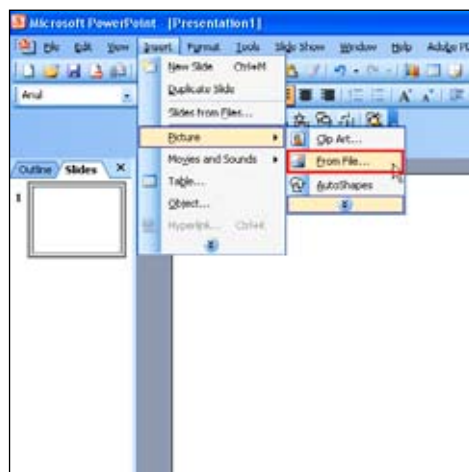 Microsoft PowerPoint - [Presentation1]
File Edit View Insert Format Tools Slide Show Window Help Adobe PD
New Slide Ctrl+M
Duplicate Slide
Arial
Slides from Files...
Picture
Clip Art...
Outline Slides X
Movies and Sounds
From File...
Table...
AutoShapes
1
Object...
Hyperlink... Ctrl+K